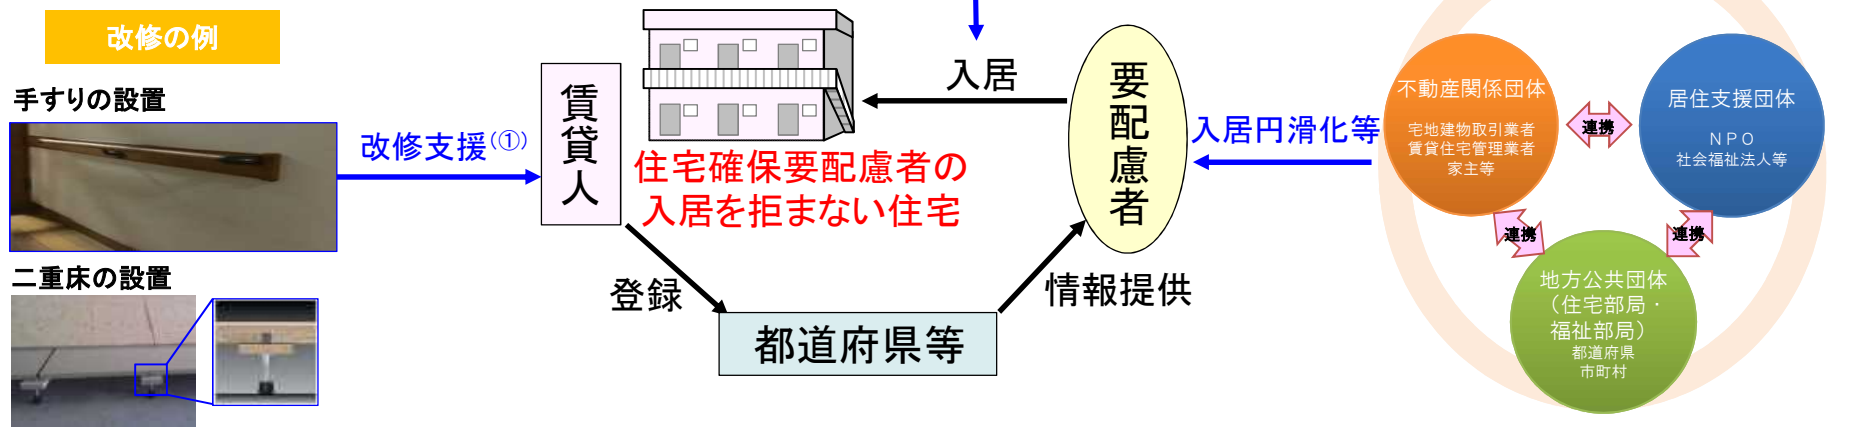 改修の例
手すりの設置
二重床の設置
改修支援(①)
賃貸人
住宅確保要配慮者の
入居を拒まない住宅
入居
要配慮者
登録
都道府県等
情報提供
入居円滑化等
不動産関係団体
宅地建物取引業者
賃貸住宅管理業者
家主等
連携
居住支援団体
NPO
社会福祉法人等
連携
連携
地方公共団体
（住宅部局・
福祉部局）
都道府県
市町村